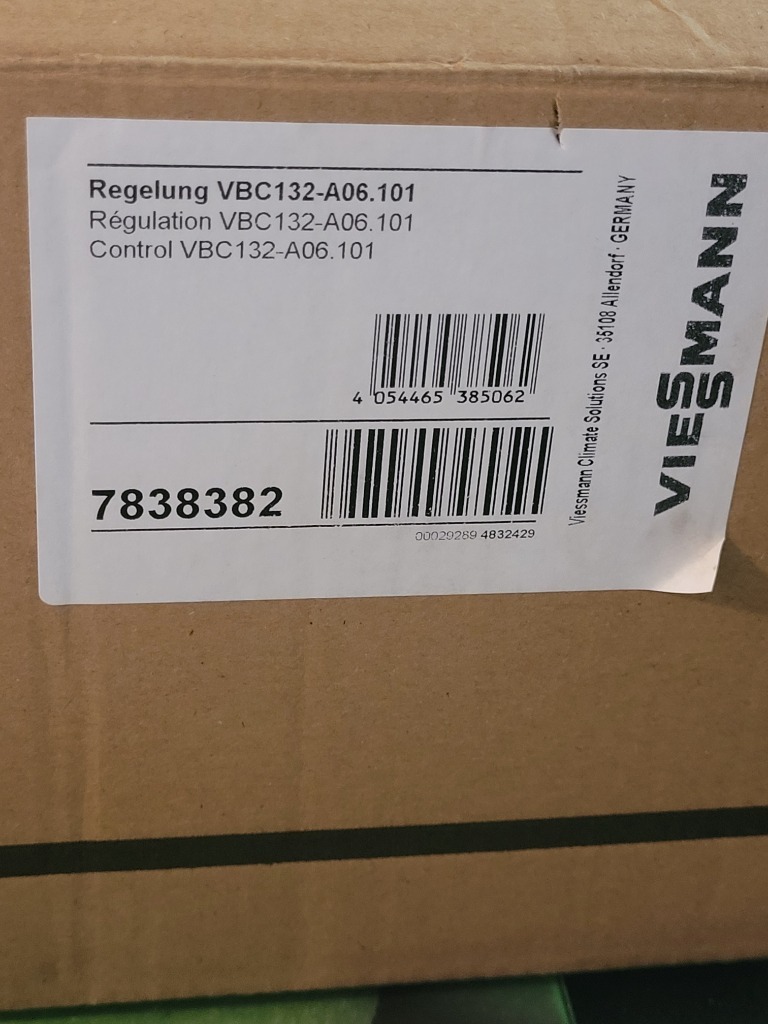 Regelung VBC132-A06.101
Régulation VBC132-A06.101
Control VBC132-A06.101
4 054465 385062
7838382
00029289 4832429
Viessmann Climate Solutions SE · 35108 Allendorf · GERMANY
VIESSMANN